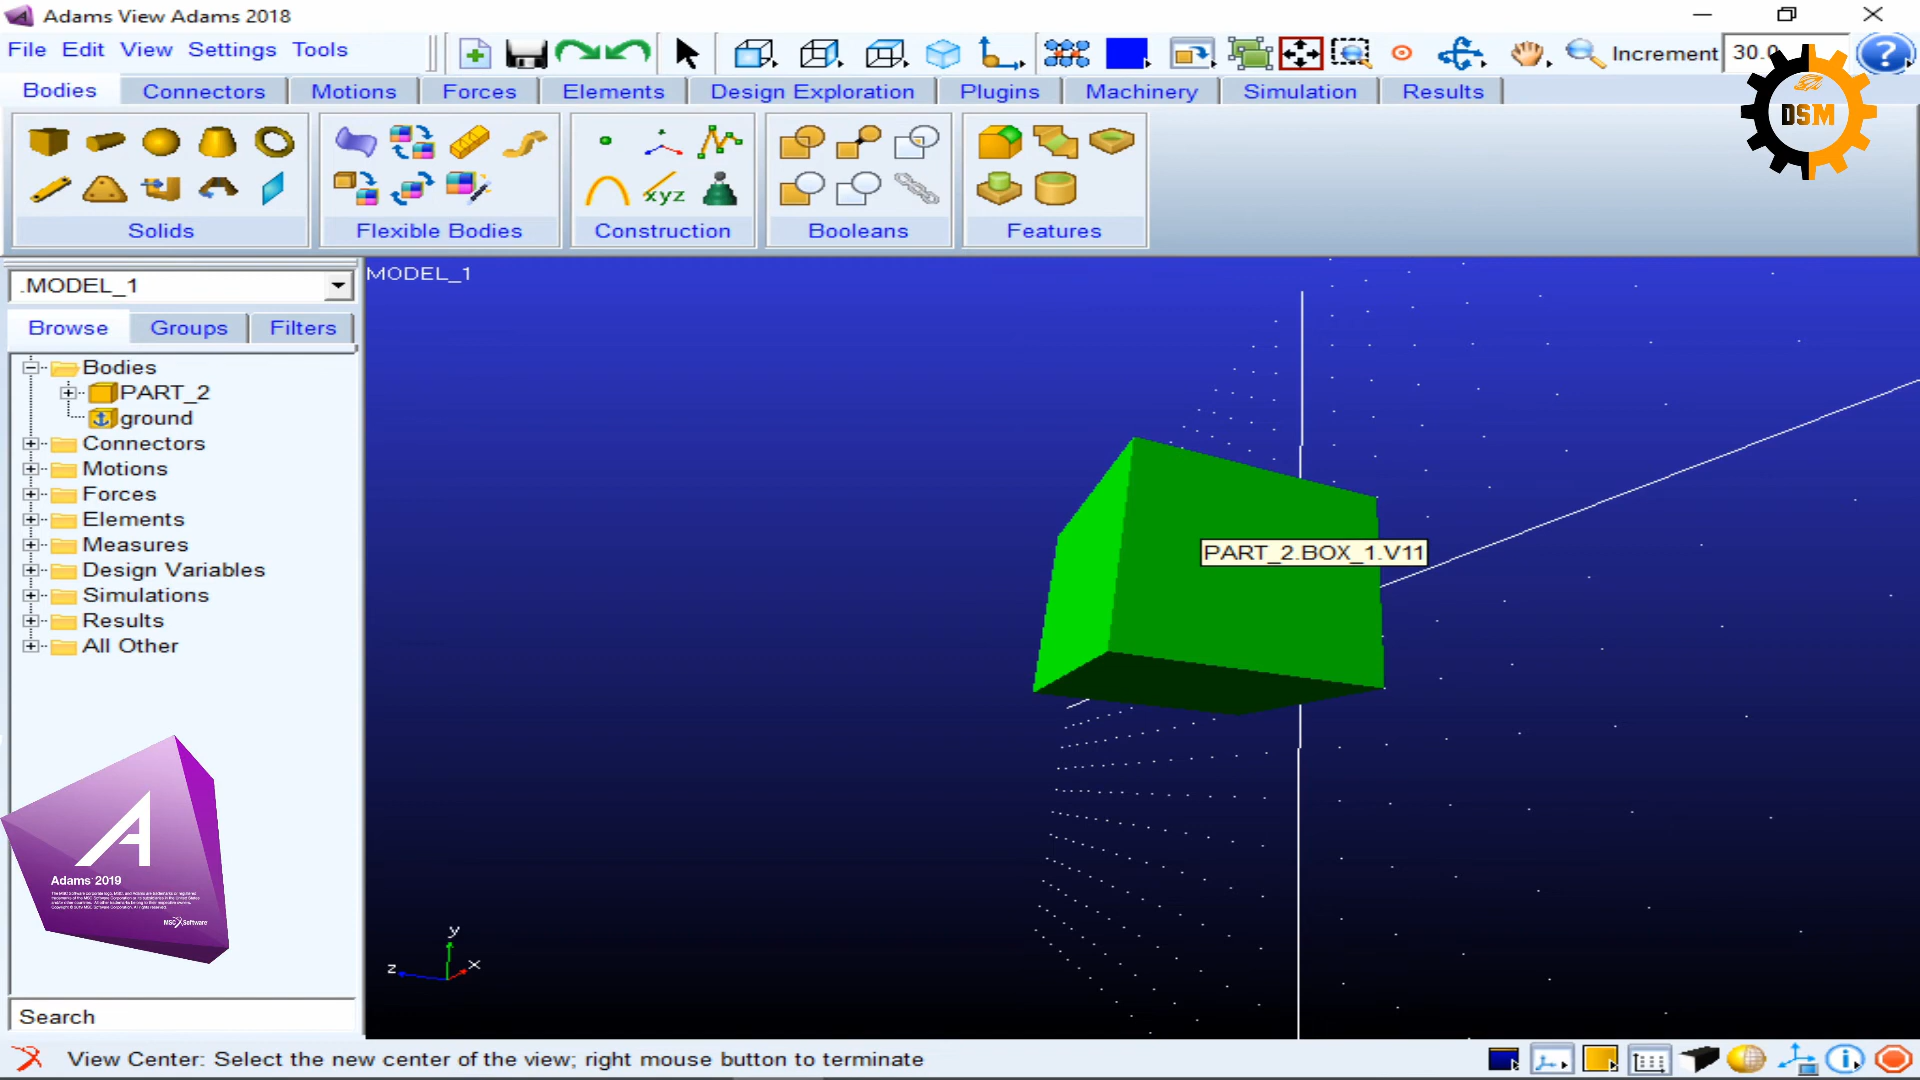 Adams View Adams 2018
File Edit View Settings Tools
Increment 30.0
Bodies Connectors Motions Forces Elements Design Exploration Plugins Machinery Simulation Results
DSM
xyz
Solids Flexible Bodies Construction Booleans Features
.MODEL_1
MODEL_1
Browse Groups Filters
Bodies
PART_2
ground
Connectors
Motions
Forces
Elements
Measures
Design Variables
Simulations
Results
All Other
PART_2.BOX_1.V11
A
Adams 2019
MSC Software
y
z
x
Search
View Center: Select the new center of the view; right mouse button to terminate